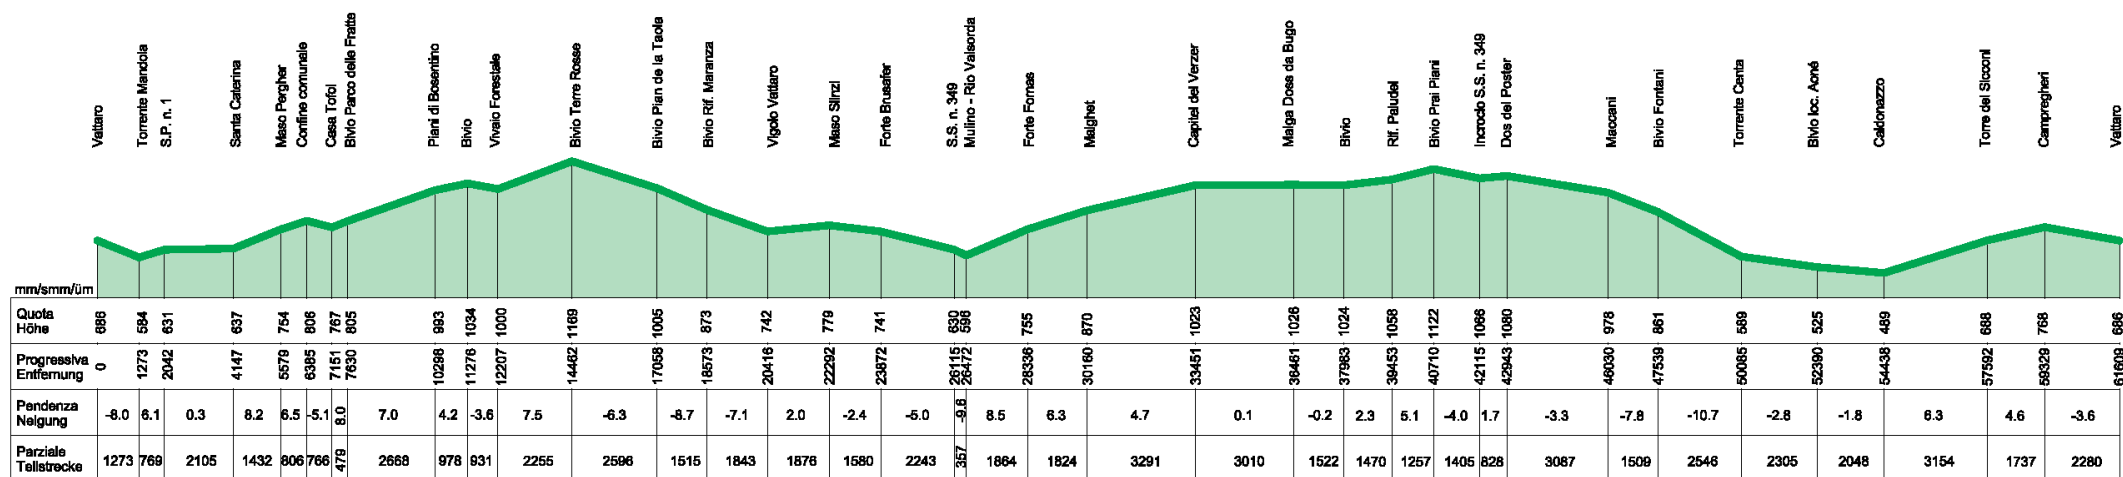 Vattaro
Torrente Mandola
S.P. n. 1
Santa Caterina
Maso Pergher
Confine comunale
Casa Tofol
Bivio Parco delle Fratte
Piani di Bosentino
Bivio
Vivaio Forestale
Bivio Terre Rosse
Bivio Pian de la Taola
Bivio Rif. Maranza
Vigolo Vattaro
Maso Slinzi
Forte Brusafer
S.S. n. 349
Mulino - Rio Valsorda
Forte Fornas
Malghet
Capitel del Verzer
Malga Doss da Bugo
Bivio
Rif. Paludei
Bivio Prai Piani
Incrocio S.S. n. 349
Dos del Poster
Maccani
Bivio Fontani
Torrente Centa
Bivio loc. Aoné
Caldonazzo
Torre dei Sicconi
Campregheri
Vattaro
mm/smm/üm
Quota
Höhe
686 584 631 637 754 806 767 805 993 1034 1000 1169 1005 873 742 779 741 630 596 755 870 1023 1026 1024 1058 1122 1066 1080 978 861 589 525 489 688 768 686
Progressiva
Entfernung
0 1273 2042 4147 5579 6385 7151 7630 10298 11276 12207 14462 17058 18573 20416 22292 23872 26115 26472 28336 30160 33451 36461 37983 39453 40710 42115 42943 46030 47539 50085 52390 54438 57592 59329 61609
Pendenza
Neigung
-8.0 6.1 0.3 8.2 6.5 -5.1 8.0 7.0 4.2 -3.6 7.5 -6.3 -8.7 -7.1 2.0 -2.4 -5.0 -9.6 8.5 6.3 4.7 0.1 -0.2 2.3 5.1 -4.0 1.7 -3.3 -7.8 -10.7 -2.8 -1.8 6.3 4.6 -3.6
Parziale
Teilstrecke
1273 769 2105 1432 806 766 479 2668 978 931 2255 2596 1515 1843 1876 1580 2243 357 1864 1824 3291 3010 1522 1470 1257 1405 828 3087 1509 2546 2305 2048 3154 1737 2280